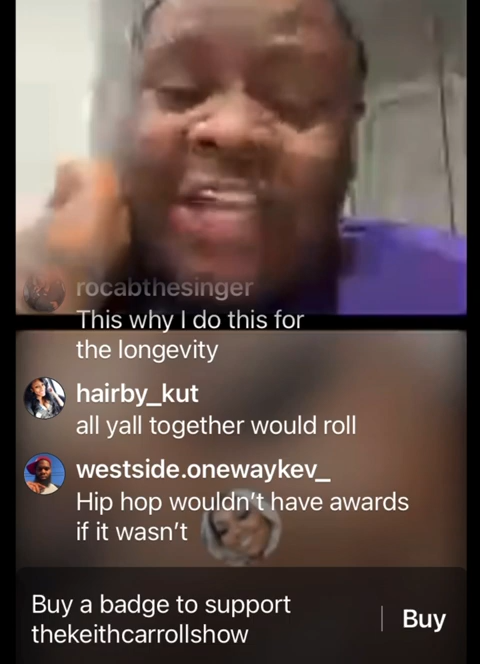 rocabthesinger
This why I do this for
the longevity
hairby_kut
all yall together would roll
westside.onewaykev_
Hip hop wouldn't have awards
if it wasn't
Buy a badge to support
thekeithcarrollshow
Buy